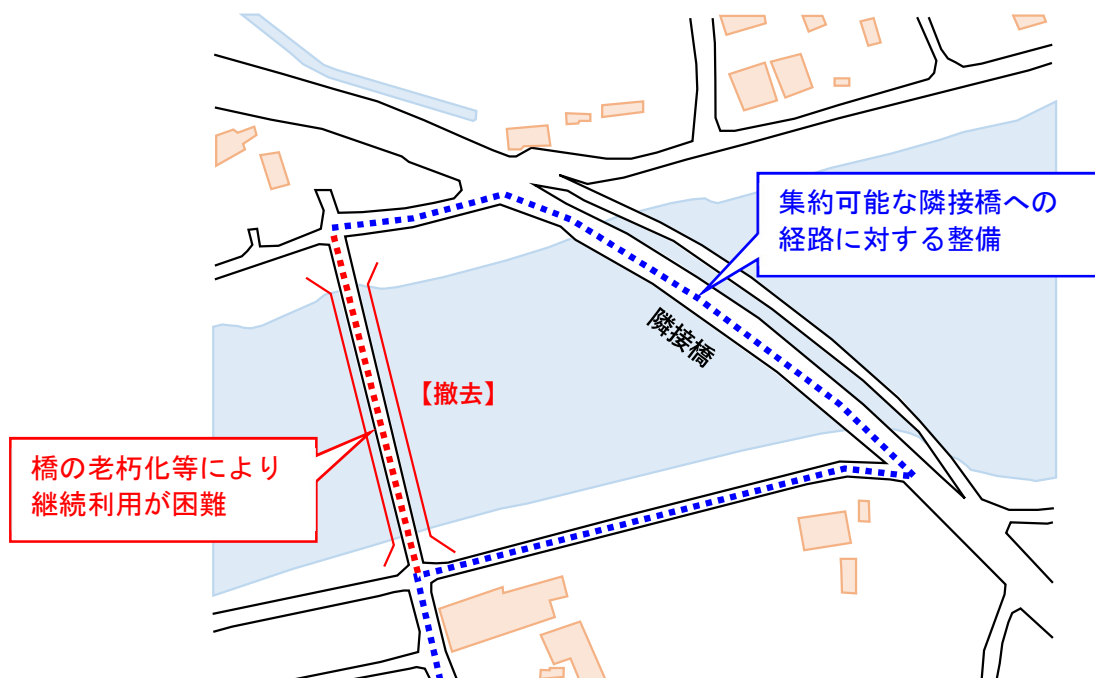 集約可能な隣接橋への
経路に対する整備
隣接橋
【撤去】
橋の老朽化等により
継続利用が困難